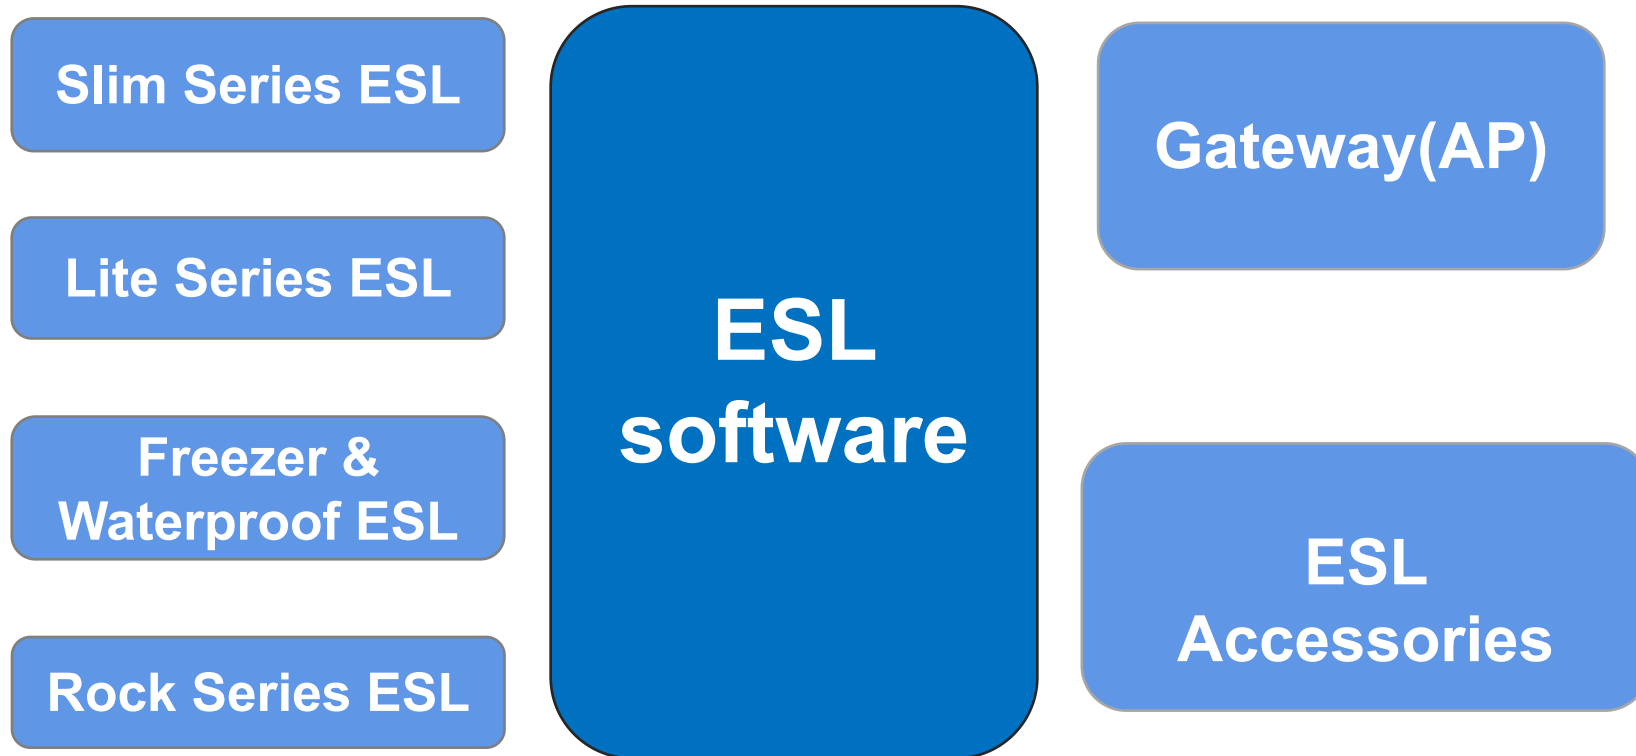 Slim Series ESL
Lite Series ESL
Freezer &
Waterproof ESL
Rock Series ESL
ESL
software
Gateway(AP)
ESL
Accessories